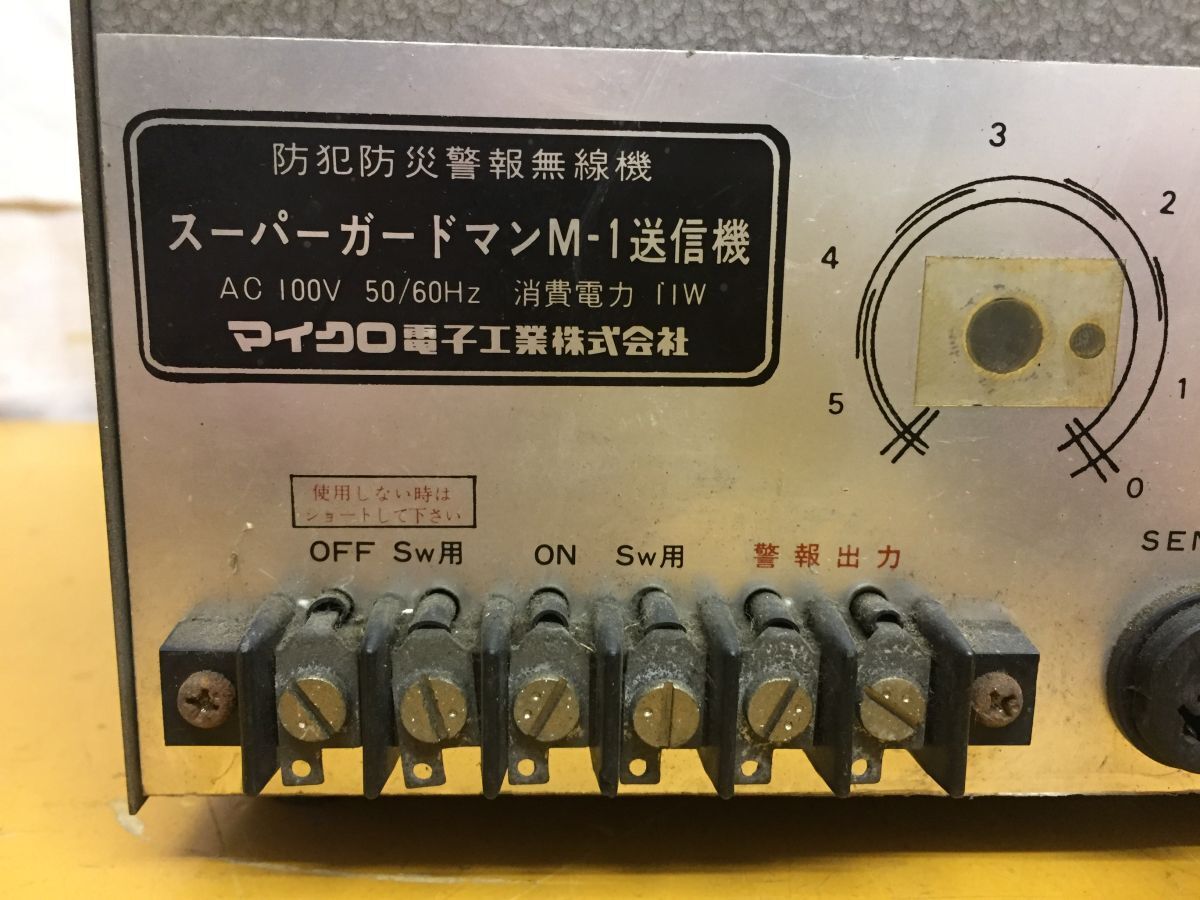 防犯防災警報無線機
スーパーガードマンM-1送信機
AC 100V 50/60Hz 消費電力 11W
マイクロ電子工業株式会社
3
2
4
5
1
0
使用しない時は
ショートして下さい
OFF Sw用 ON Sw用 警報出力
SEN